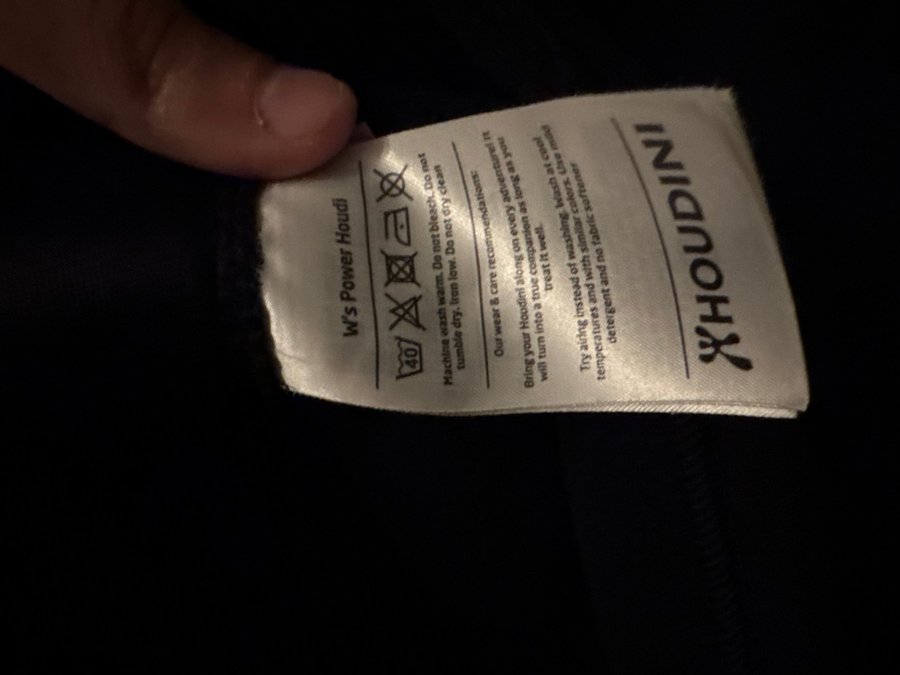 W's Power Houdi
40
Machine wash warm. Do not bleach. Do not
tumble dry. Iron low. Do not dry clean
Our wear & care recommendations:
Bring your Houdini along on every adventure! It
will turn into a true companion as long as you
treat it well.
Try airing instead of washing. Wash at cool
temperatures and with similar colors. Use mild
detergent and no fabric softener
HOUDINI